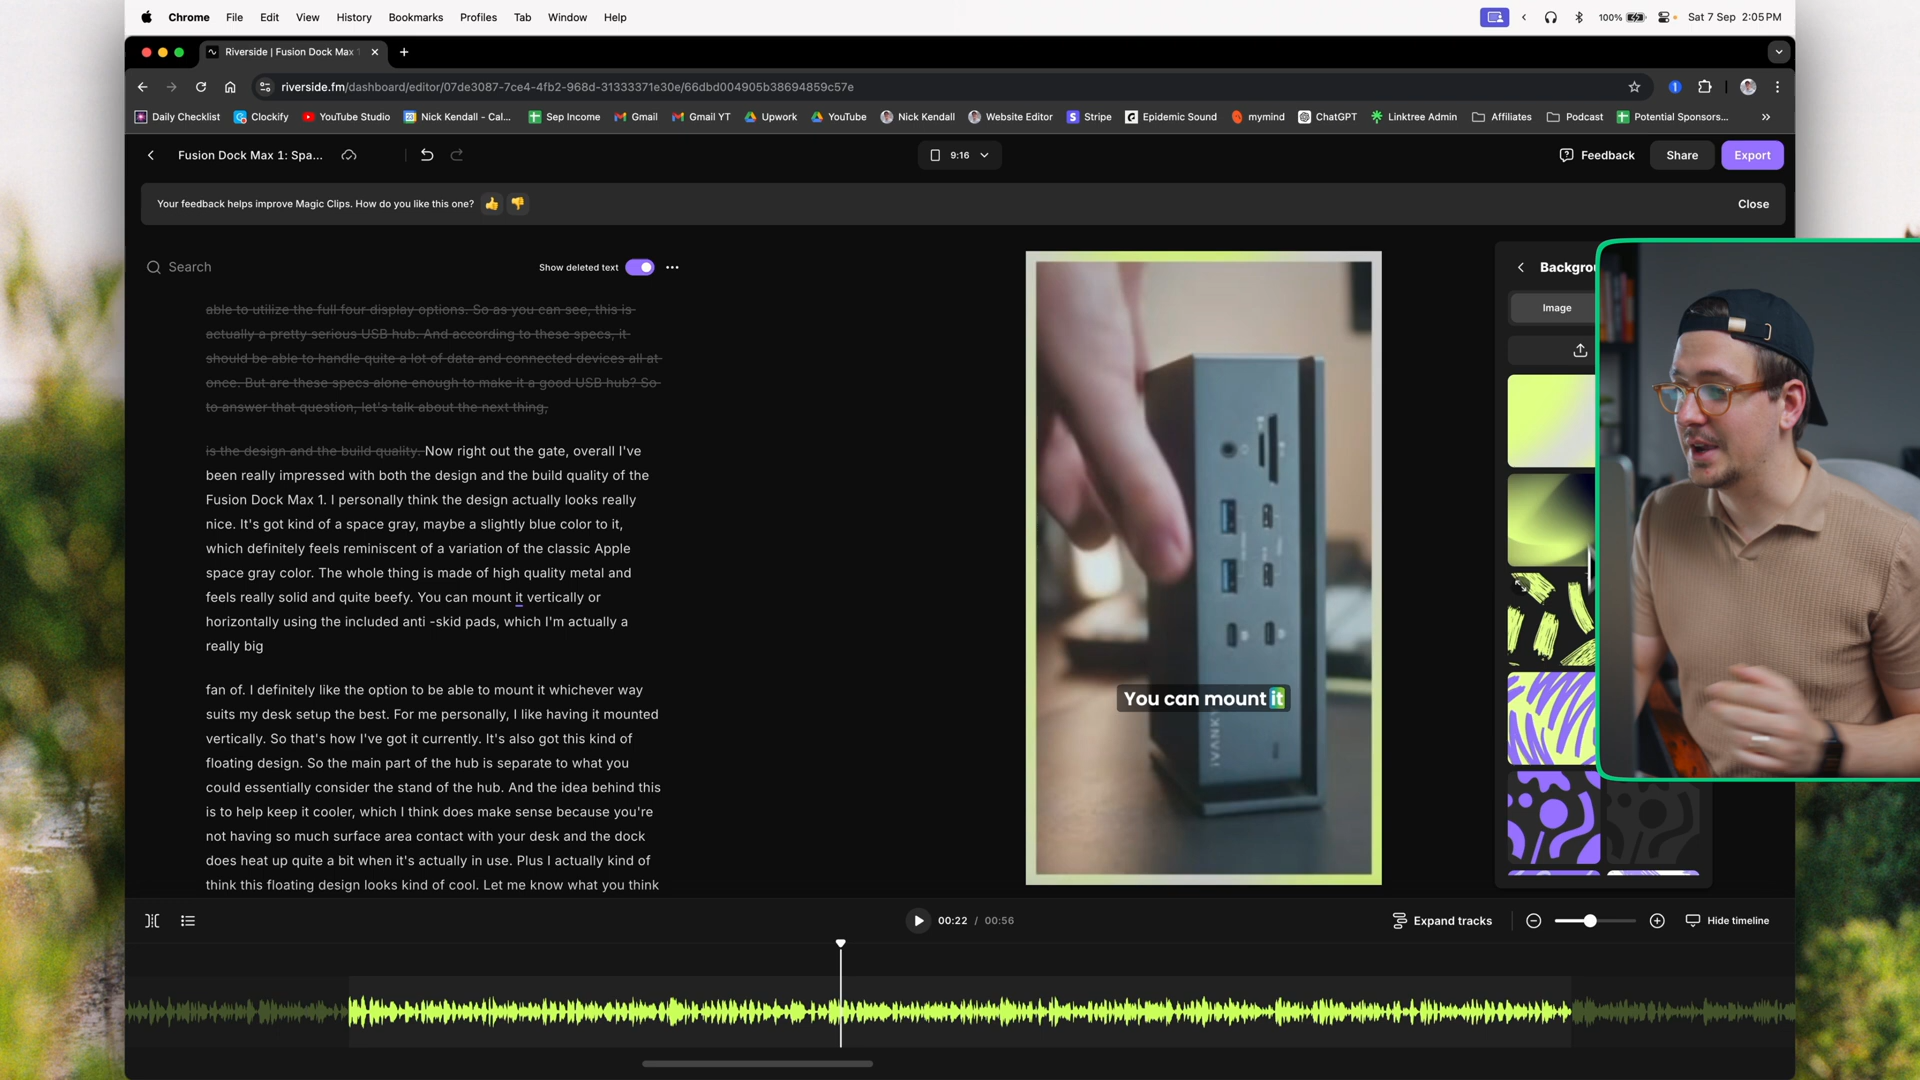 Chrome File Edit View History Bookmarks Profiles Tab Window Help
100% Sat 7 Sep 2:05 PM
Riverside | Fusion Dock Max 1
riverside.fm/dashboard/editor/07de3087-7ce4-4fb2-968d-31333371e30e/66dbd004905b38694859c57e
Daily Checklist Clockify YouTube Studio Nick Kendall - Cal... Sep Income Gmail Gmail YT Upwork YouTube Nick Kendall Website Editor Stripe Epidemic Sound mymind ChatGPT Linktree Admin Affiliates Podcast Potential Sponsors...
Fusion Dock Max 1: Spa...
9:16
Feedback Share Export
Your feedback helps improve Magic Clips. How do you like this one?
Close
Search
Show deleted text
able to utilize the full four display options. So as you can see, this is
actually a pretty serious USB hub. And according to these specs, it
should be able to handle quite a lot of data and connected devices all at
once. But are these specs alone enough to make it a good USB hub? So
to answer that question, let's talk about the next thing,
is the design and the build quality. Now right out the gate, overall I've
been really impressed with both the design and the build quality of the
Fusion Dock Max 1. I personally think the design actually looks really
nice. It's got kind of a space gray, maybe a slightly blue color to it,
which definitely feels reminiscent of a variation of the classic Apple
space gray color. The whole thing is made of high quality metal and
feels really solid and quite beefy. You can mount it vertically or
horizontally using the included anti -skid pads, which I'm actually a
really big
fan of. I definitely like the option to be able to mount it whichever way
suits my desk setup the best. For me personally, I like having it mounted
vertically. So that's how I've got it currently. It's also got this kind of
floating design. So the main part of the hub is separate to what you
could essentially consider the stand of the hub. And the idea behind this
is to help keep it cooler, which I think does make sense because you're
not having so much surface area contact with your desk and the dock
does heat up quite a bit when it's actually in use. Plus I actually kind of
think this floating design looks kind of cool. Let me know what you think
You can mount it
iVANKY
Backgrou
Image
00:22 / 00:56
Expand tracks
Hide timeline